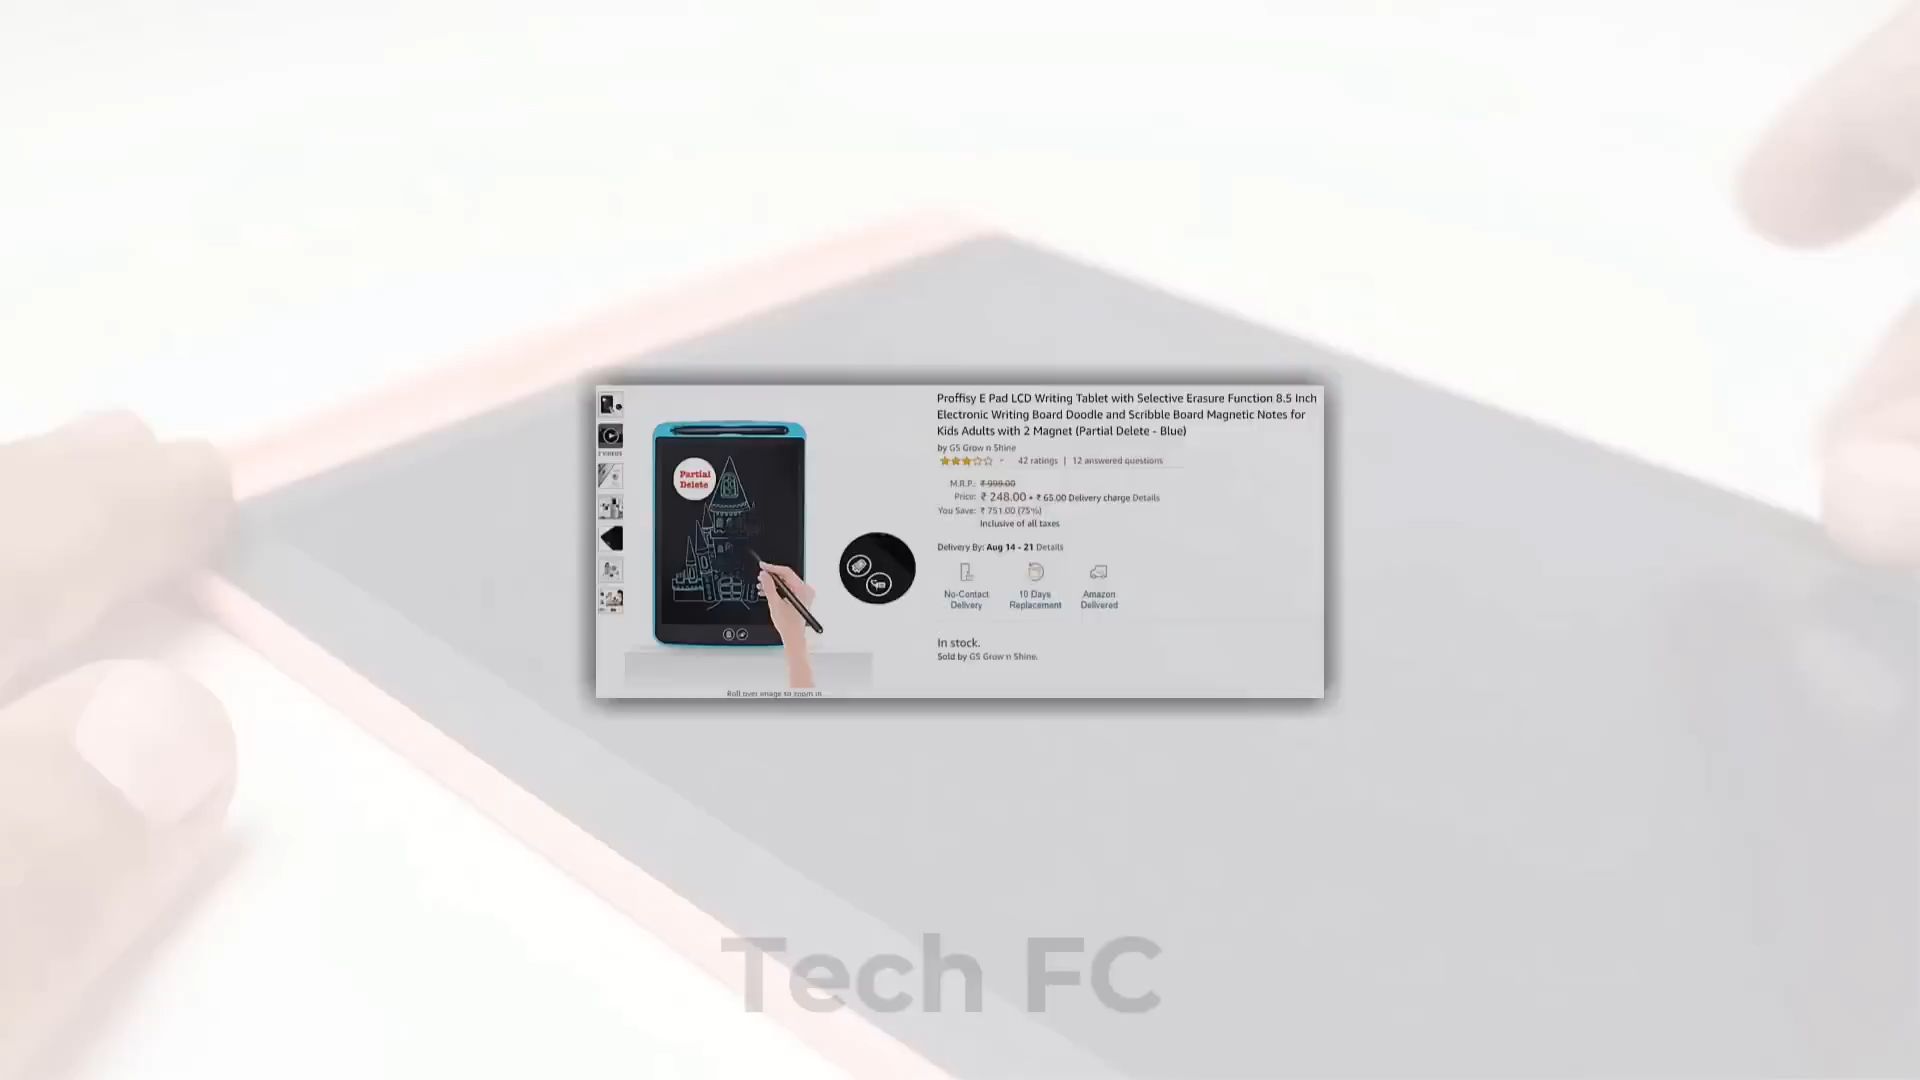 Proffisy E Pad LCD Writing Tablet with Selective Erasure Function 8.5 Inch
Electronic Writing Board Doodle and Scribble Board Magnetic Notes for
Kids Adults with 2 Magnet (Partial Delete - Blue)
by GS Grow n Shine
42 ratings | 12 answered questions
M.R.P.: ₹ 999.00
Price: ₹ 248.00 + ₹ 65.00 Delivery charge Details
You Save: ₹ 751.00 (75%)
Inclusive of all taxes
Delivery By: Aug 14 - 21 Details
No-Contact
Delivery
10 Days
Replacement
Amazon
Delivered
In stock.
Sold by GS Grow n Shine.
Partial
Delete
Roll over image to zoom in
Tech FC